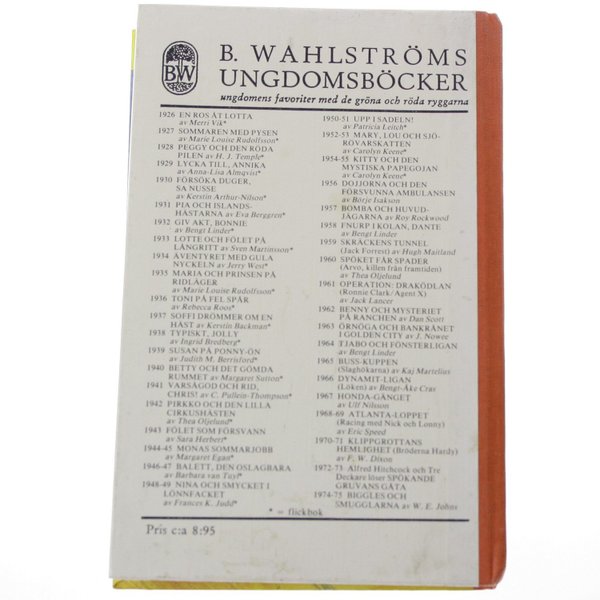 BW
B. WAHLSTRÖMS
UNGDOMSBÖCKER
ungdomens favoriter med de gröna och röda ryggarna
1926 EN ROS ÅT LOTTA
av Merri Vik*
1927 SOMMAREN MED PYSEN
av Marie Louise Rudolfsson*
1928 PEGGY OCH DEN RÖDA
PILEN av H. J. Temple*
1929 LYCKA TILL, ANNIKA
av Anna-Lisa Almqvist*
1930 FÖRSÖKA DUGER,
SA NUSSE
av Kerstin Arthur-Nilson*
1931 PIA OCH ISLANDS-
HÄSTARNA av Eva Berggren*
1932 GIV AKT, BONNIE
av Bengt Linder*
1933 LOTTE OCH FÖLET PÅ
LÅNGRITT av Sven Martinsson*
1934 ÄVENTYRET MED GULA
NYCKELN av Jerry West*
1935 MARIA OCH PRINSEN PÅ
RIDLÄGER
av Marie Louise Rudolfsson*
1936 TONI PÅ FEL SPÅR
av Rebecca Roos*
1937 SOFFI DRÖMMER OM EN
HÄST av Kerstin Backman*
1938 TYPISKT, JOLLY
av Ingrid Bredberg*
1939 SUSAN PÅ PONNY-ÖN
av Judith M. Berrisford*
1940 BETTY OCH DET GÖMDA
RUMMET av Margaret Sutton*
1941 VARSÅGOD OCH RID,
CHRIS! av C. Pullein-Thompson*
1942 PIRKKO OCH DEN LILLA
CIRKUSHÄSTEN
av Thea Oljelund*
1943 FÖLET SOM FÖRSVANN
av Sara Herbert*
1944-45 MONAS SOMMARJOBB
av Margaret Egan*
1946-47 BALETT, DEN OSLAGBARA
av Barbara van Tuyl*
1948-49 NINA OCH SMYCKET I
LÖNNFACKET
av Frances K. Judd*
1950-51 UPP I SADELN!
av Patricia Leitch*
1952-53 MARY, LOU OCH SJÖ-
RÖVARSKATTEN
av Carolyn Keene*
1954-55 KITTY OCH DEN
MYSTISKA PAPEGOJAN
av Carolyn Keene*
1956 DOJJORNA OCH DEN
FÖRSVUNNA AMBULANSEN
av Börje Isakson
1957 BOMBA OCH HUVUD-
JÄGARNA av Roy Rockwood
1958 FNURP I KOLAN, DANTE
av Bengt Linder
1959 SKRÄCKENS TUNNEL
(Jack Forrest) av Hugh Maitland
1960 SPÖKET FÅR SPADER
(Arvo, killen från framtiden)
av Thea Oljelund
1961 OPERATION: DRAKÖDLAN
(Ronnie Clark/Agent X)
av Jack Lancer
1962 BENNY OCH MYSTERIET
PÅ RANCHEN av Dan Scott
1963 ÖRNÖGA OCH BANKRÅNET
I GOLDEN CITY av J. Nowee
1964 TJABO OCH FÖNSTERLIGAN
av Bengt Linder
1965 BUSS-KUPPEN
(Slaghökarna) av Kaj Martelius
1966 DYNAMIT-LIGAN
(Loken) av Bengt-Åke Cras
1967 HONDA-GÄNGET
av Ulf Nilsson
1968-69 ATLANTA-LOPPET
(Racing med Nick och Lonny)
av Eric Speed
1970-71 KLIPPGROTTANS
HEMLIGHET (Bröderna Hardy)
av F. W. Dixon
1972-73 Alfred Hitchcock och Tre
Deckare löser SPÖKANDE
GRUVANS GÅTA
1974-75 BIGGLES OCH
SMUGGLARNA av W. E. Johns
* = flickbok
Pris c:a 8:95